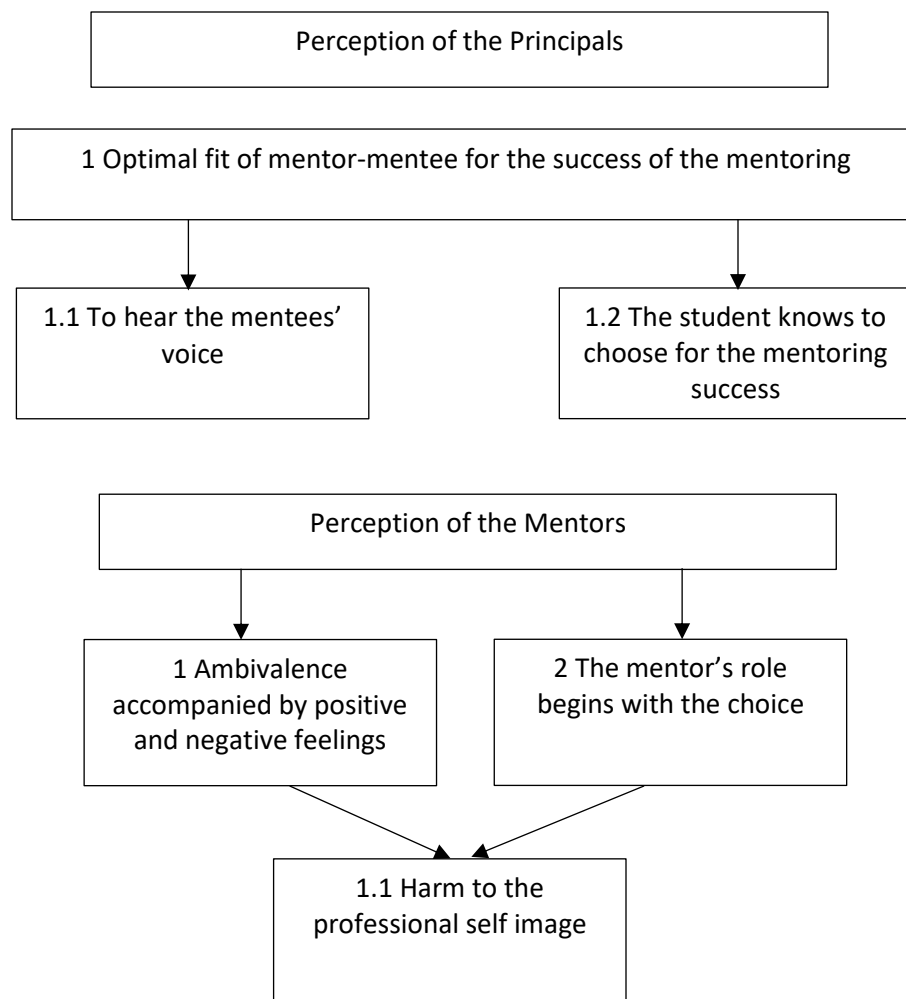 Perception of the Principals
1 Optimal fit of mentor-mentee for the success of the mentoring
1.1 To hear the mentees’
voice
1.2 The student knows to
choose for the mentoring
success
Perception of the Mentors
1 Ambivalence
accompanied by positive
and negative feelings
2 The mentor’s role
begins with the choice
1.1 Harm to the
professional self image